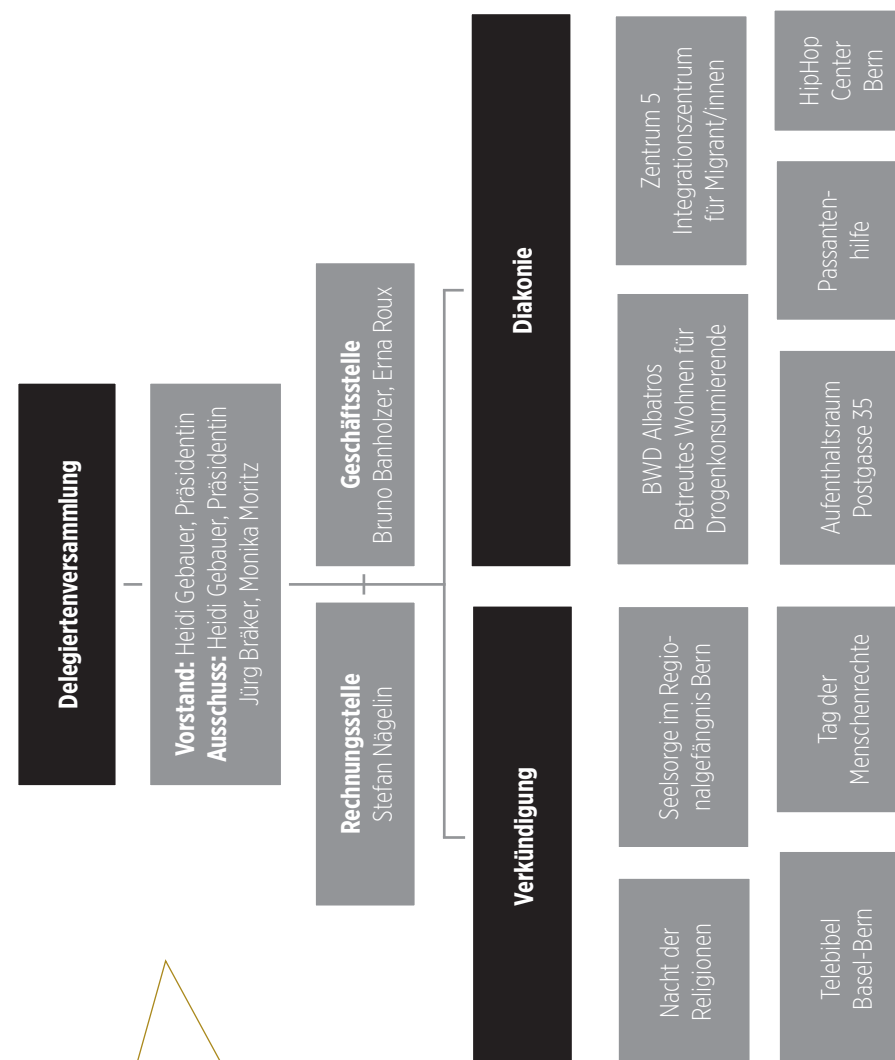 Delegiertenversammlung
Vorstand: Heidi Gebauer, Präsidentin
Ausschuss: Heidi Gebauer, Präsidentin
Jürg Bräker, Monika Moritz
Rechnungsstelle
Stefan Nägelin
Geschäftsstelle
Bruno Banholzer, Erna Roux
Verkündigung
Diakonie
Nacht der
Religionen
Seelsorge im Regio-
nalgefängnis Bern
BWD Albatros
Betreutes Wohnen für
Drogenkonsumierende
Zentrum 5
Integrationszentrum
für Migrant/innen
Telebibel
Basel-Bern
Tag der
Menschenrechte
Aufenthaltsraum
Postgasse 35
Passanten-
hilfe
HipHop
Center
Bern